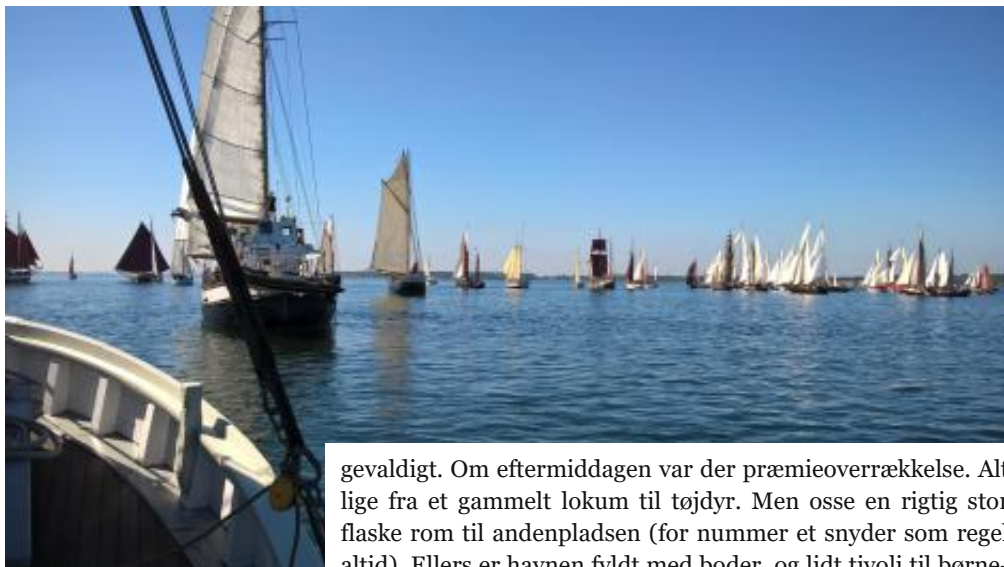 gevaldigt. Om eftermiddagen var der præmieoverrækkelse. Alt
lige fra et gammelt lokum til tøjdyr. Men osse en rigtig stor
flaske rom til andenpladsen (for nummer et snyder som regel
altid). Ellers er havnen fyldt med boder, og lidt tivoli til børne-